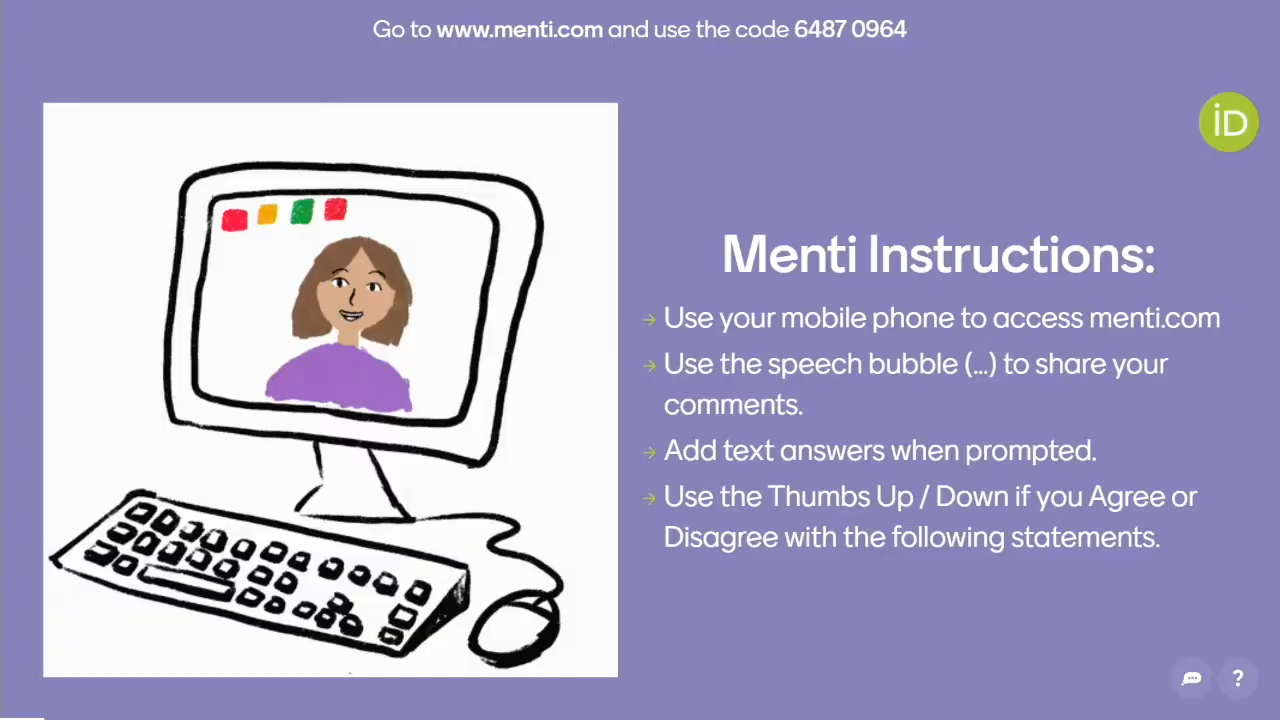 Go to www.menti.com and use the code 6487 0964
iD
Menti Instructions:
→ Use your mobile phone to access menti.com
→ Use the speech bubble (...) to share your
comments.
→ Add text answers when prompted.
→ Use the Thumbs Up / Down if you Agree or
Disagree with the following statements.
?